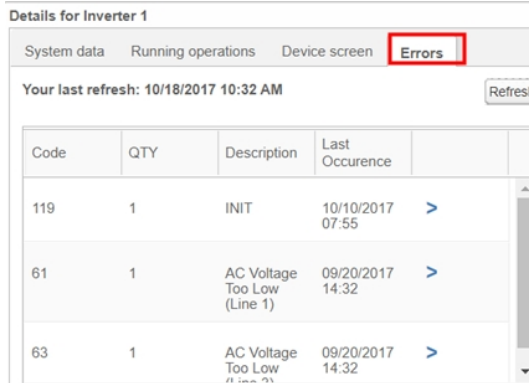 Details for Inverter 1
System data Running operations Device screen Errors
Your last refresh: 10/18/2017 10:32 AM Refresh
Code QTY Description Last
Occurence
119 1 INIT 10/10/2017 >
07:55
61 1 AC Voltage 09/20/2017 >
Too Low 14:32
(Line 1)
63 1 AC Voltage 09/20/2017 >
Too Low 14:32